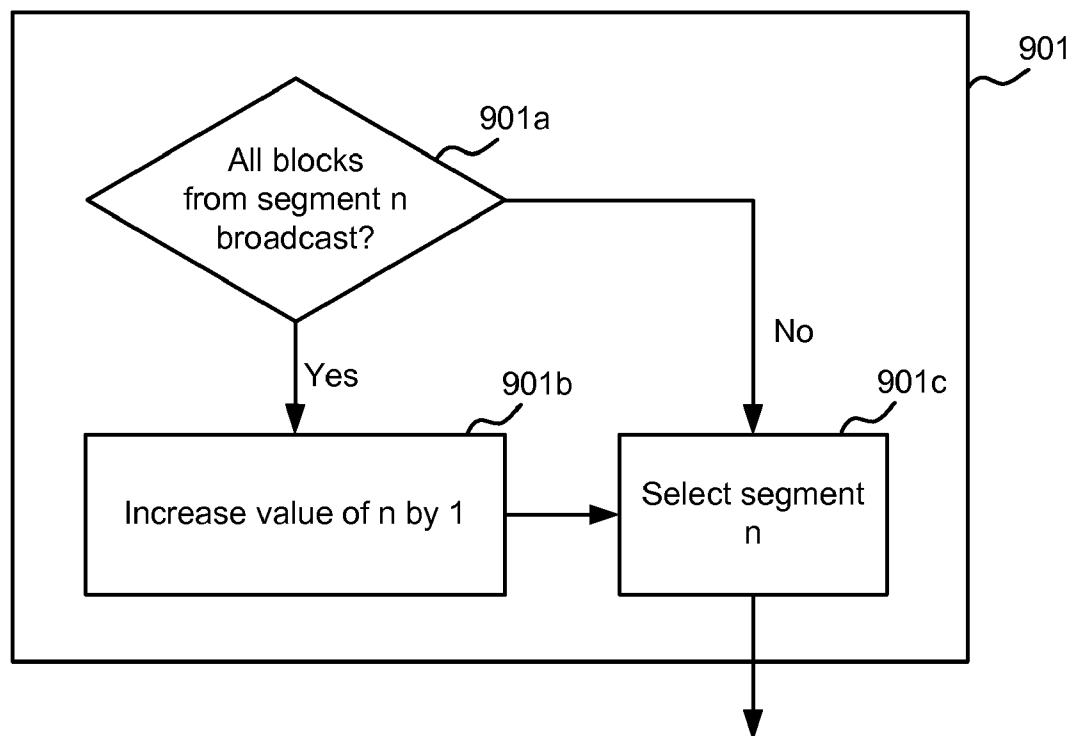 901
901a
All blocks
from segment n
broadcast?
No
Yes
901b
901c
Increase value of n by 1
Select segment
n